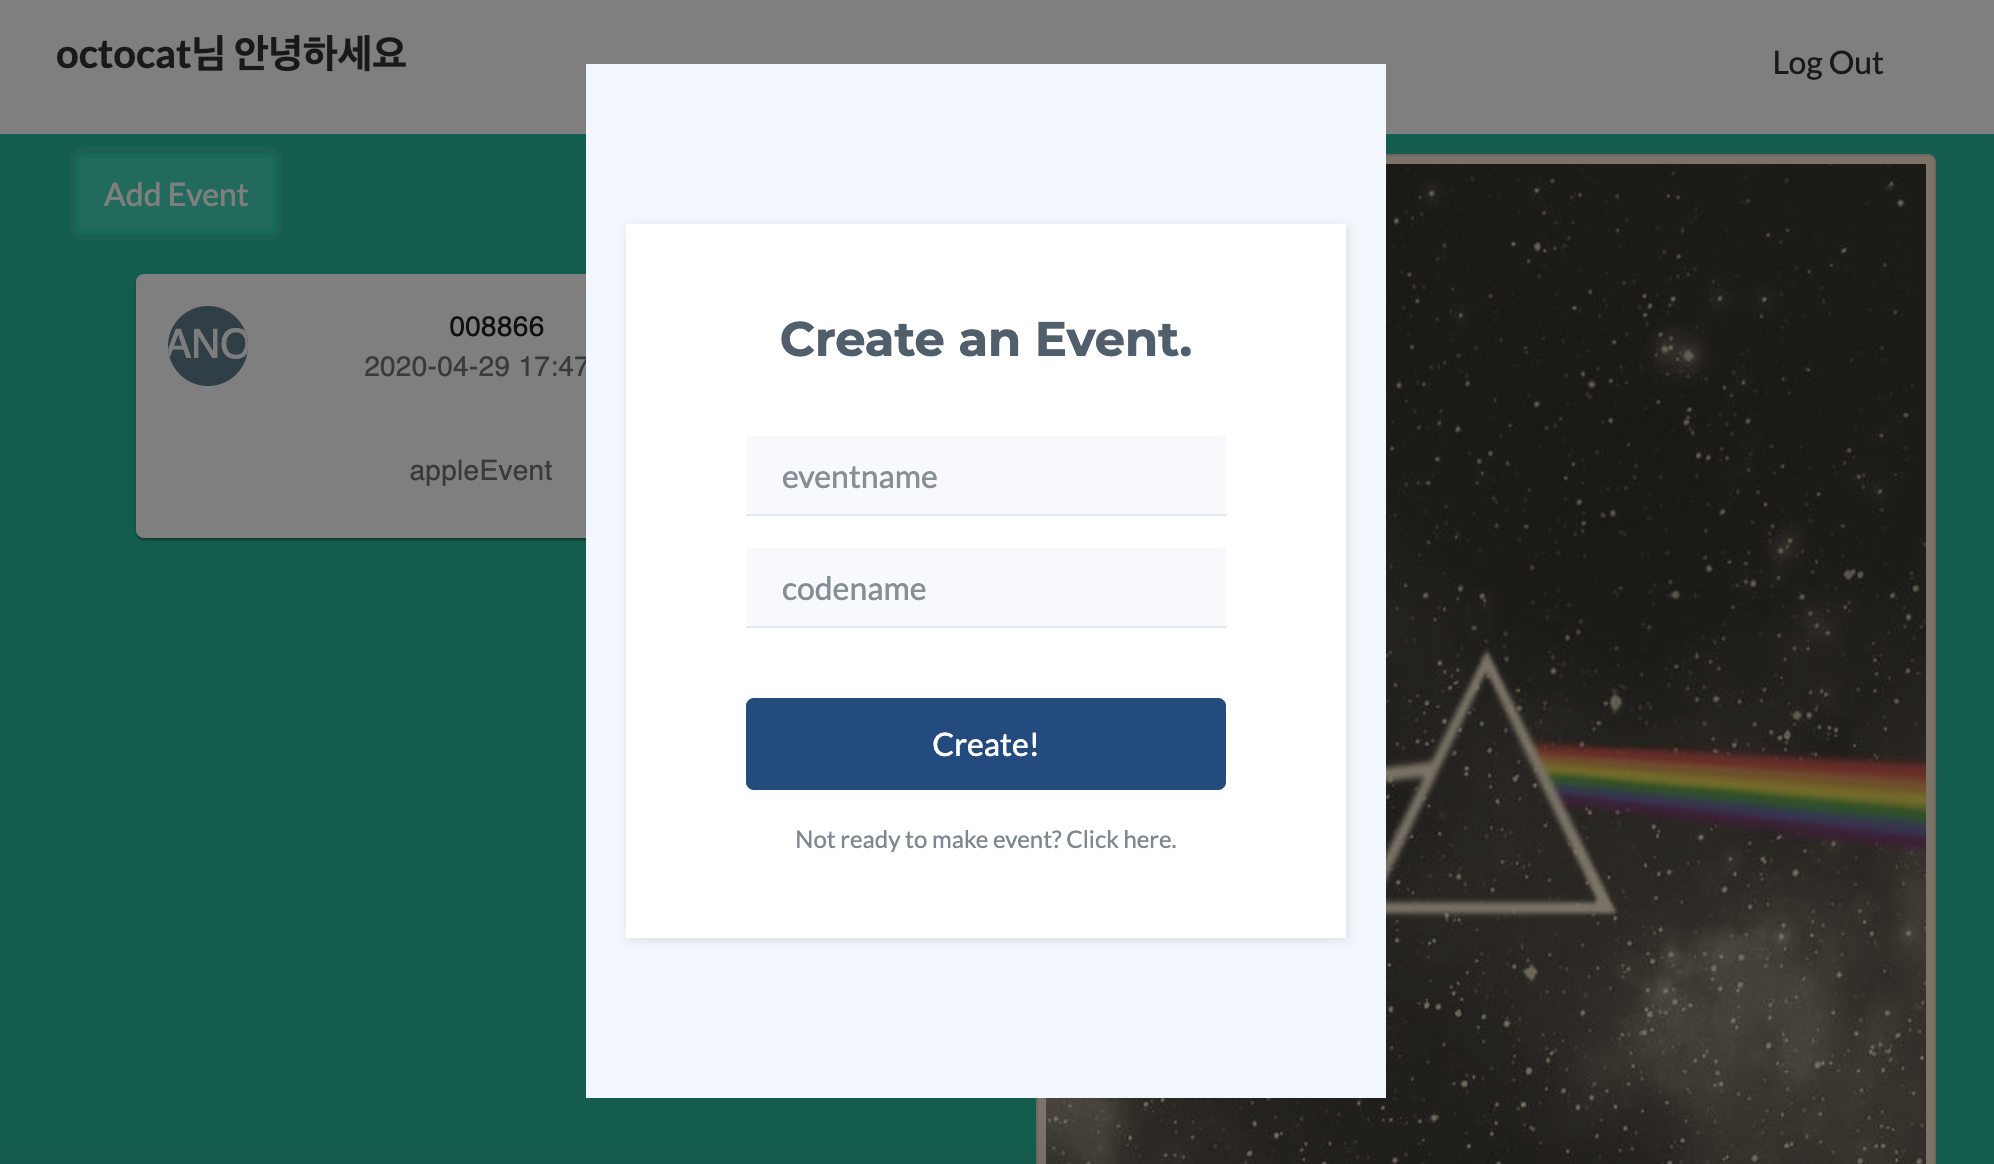 octocat님 안녕하세요
Log Out
Add Event
ANO
008866
2020-04-29 17:47
appleEvent
Create an Event.
eventname
codename
Create!
Not ready to make event? Click here.